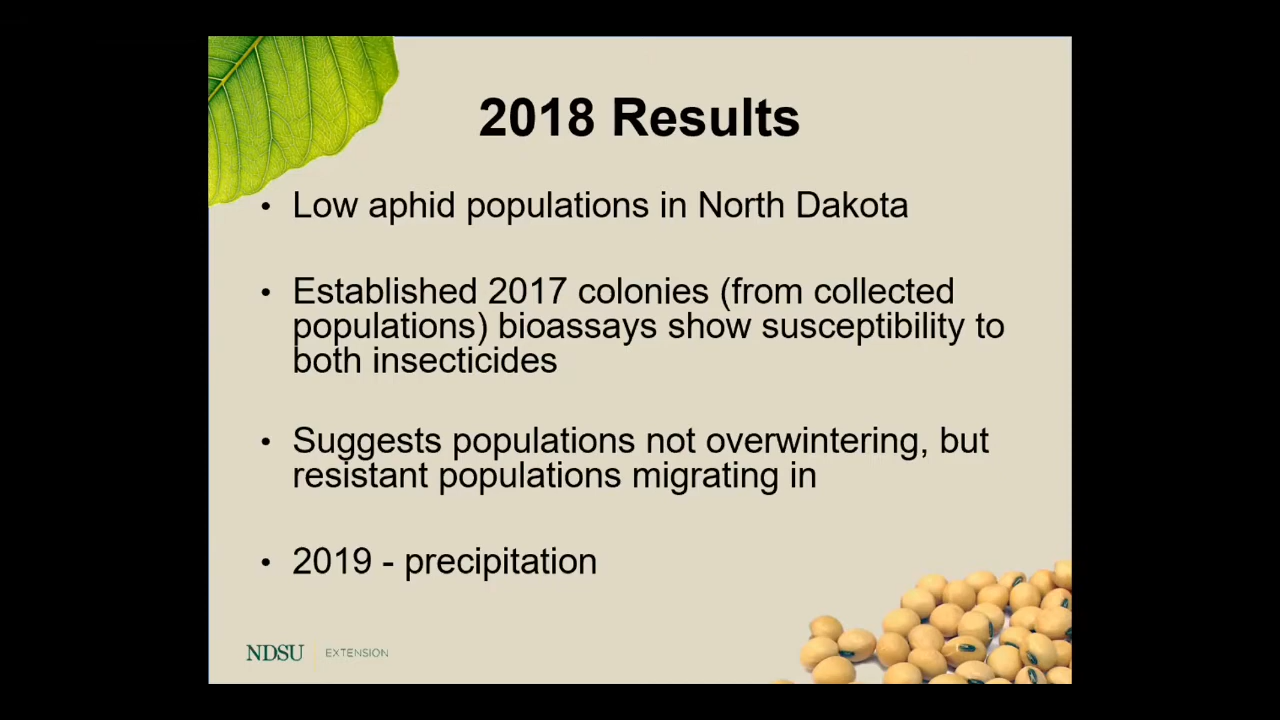 2018 Results
• Low aphid populations in North Dakota
• Established 2017 colonies (from collected
populations) bioassays show susceptibility to
both insecticides
• Suggests populations not overwintering, but
resistant populations migrating in
• 2019 - precipitation
NDSU EXTENSION